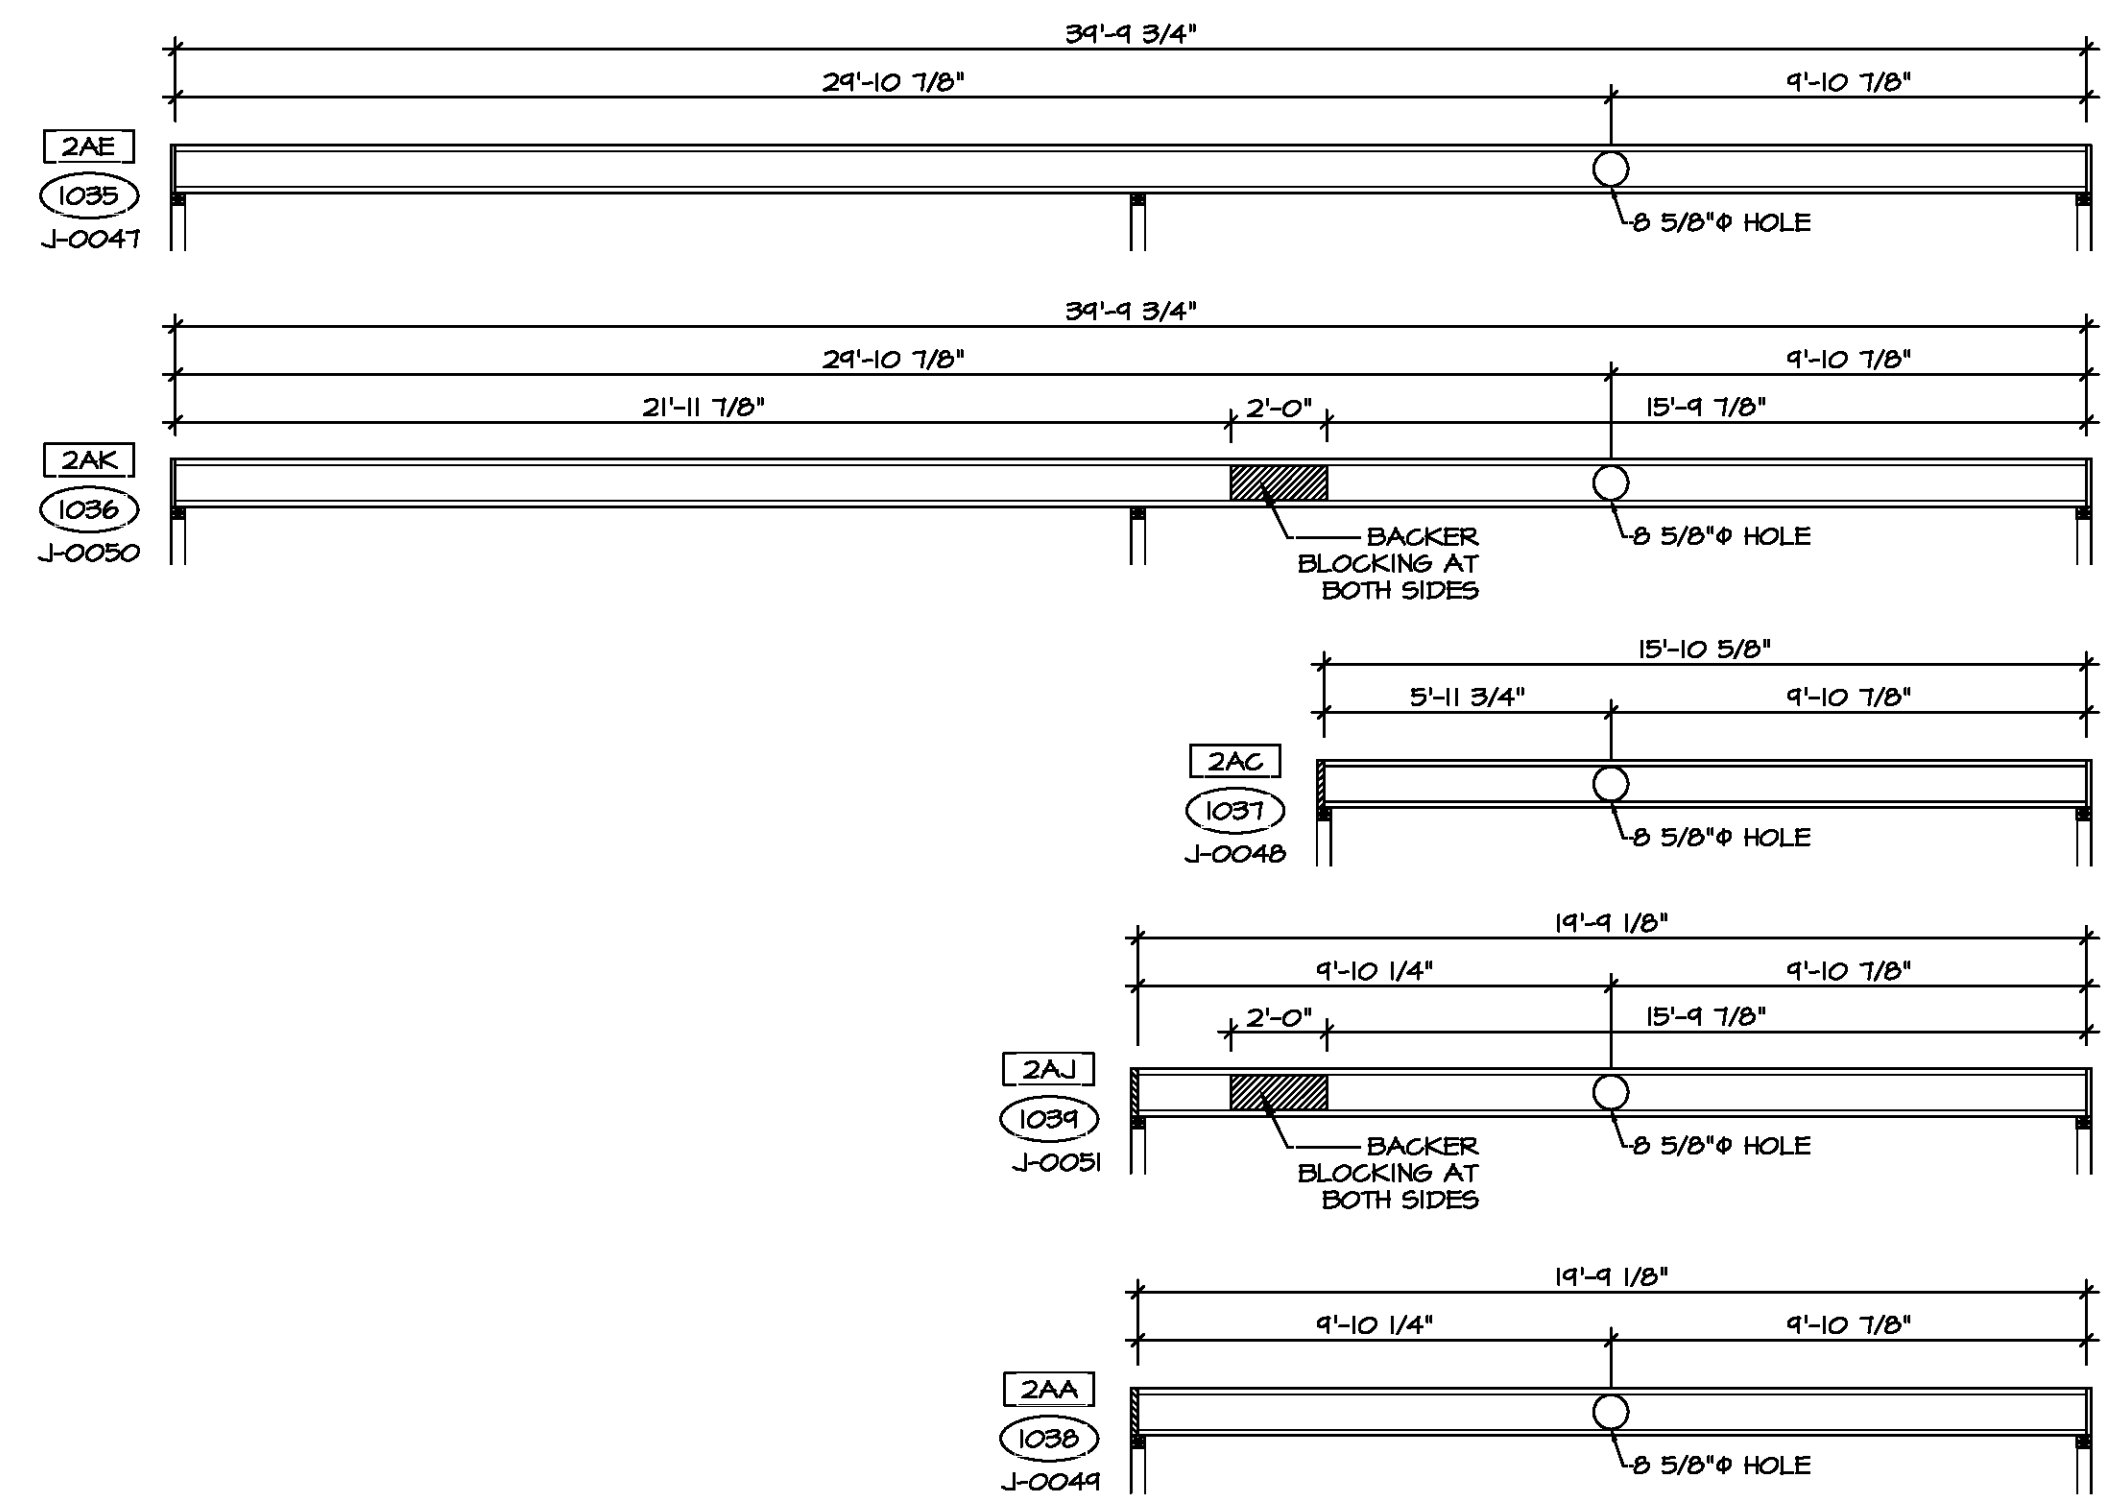 39'-9 3/4"
29'-10 7/8"
9'-10 7/8"
2AE
1035
J-0047
8 5/8"Φ HOLE
39'-9 3/4"
29'-10 7/8"
9'-10 7/8"
21'-11 7/8"
2'-0"
15'-9 7/8"
2AK
1036
J-0050
BACKER
BLOCKING AT
BOTH SIDES
8 5/8"Φ HOLE
15'-10 5/8"
5'-11 3/4"
9'-10 7/8"
2AC
1037
J-0048
8 5/8"Φ HOLE
19'-9 1/8"
9'-10 1/4"
9'-10 7/8"
2'-0"
15'-9 7/8"
2AJ
1039
J-0051
BACKER
BLOCKING AT
BOTH SIDES
8 5/8"Φ HOLE
19'-9 1/8"
9'-10 1/4"
9'-10 7/8"
2AA
1038
J-0049
8 5/8"Φ HOLE